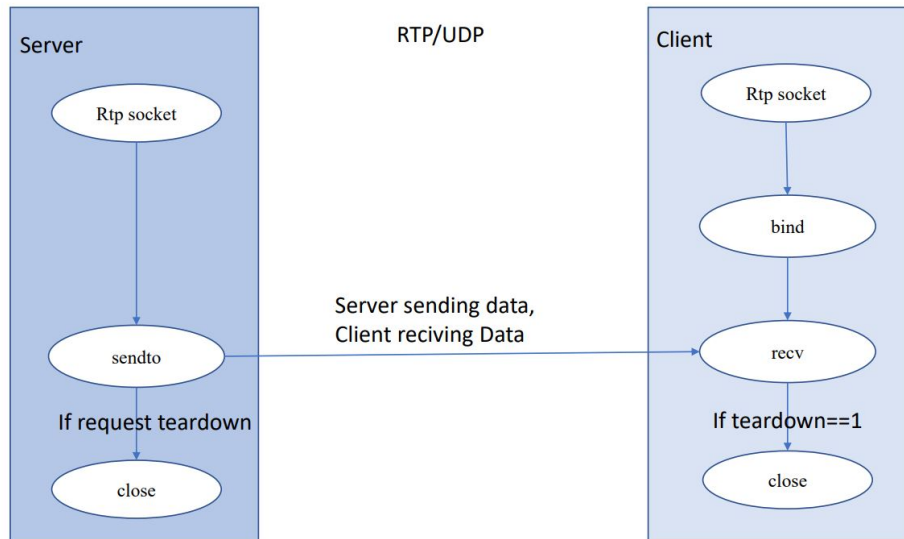 RTP/UDP
Server
Rtp socket
sendto
If request teardown
close
Server sending data,
Client reciving Data
Client
Rtp socket
bind
recv
If teardown==1
close